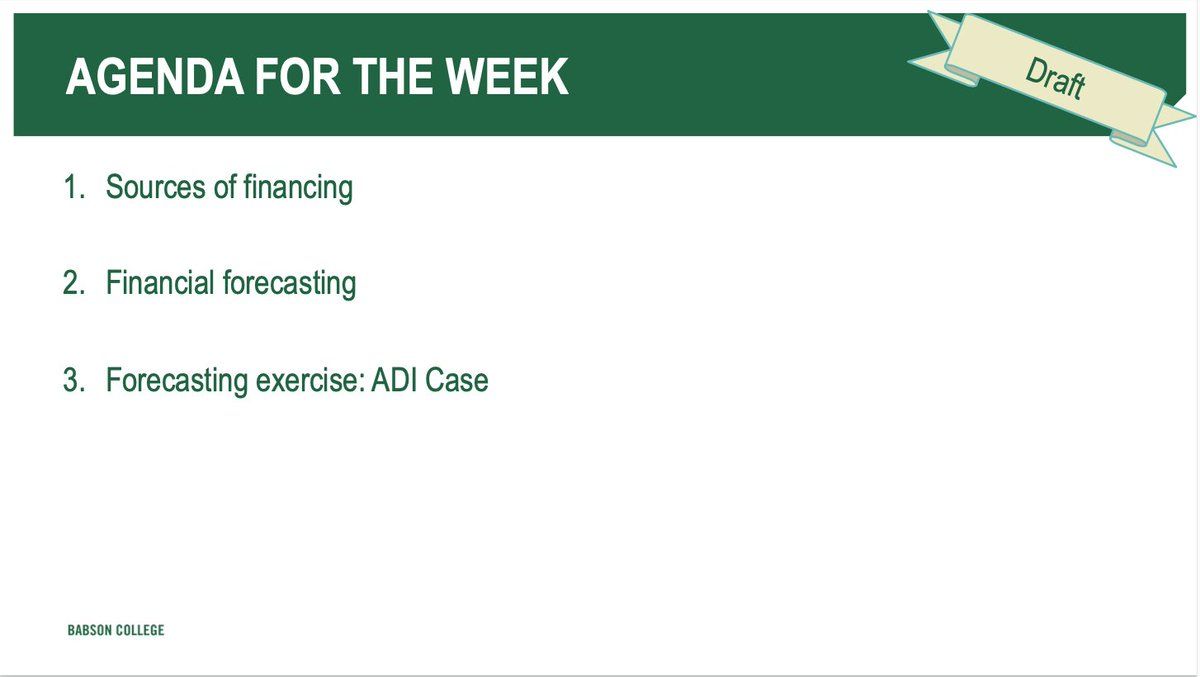 AGENDA FOR THE WEEK
Draft
1. Sources of financing
2. Financial forecasting
3. Forecasting exercise: ADI Case
BABSON COLLEGE